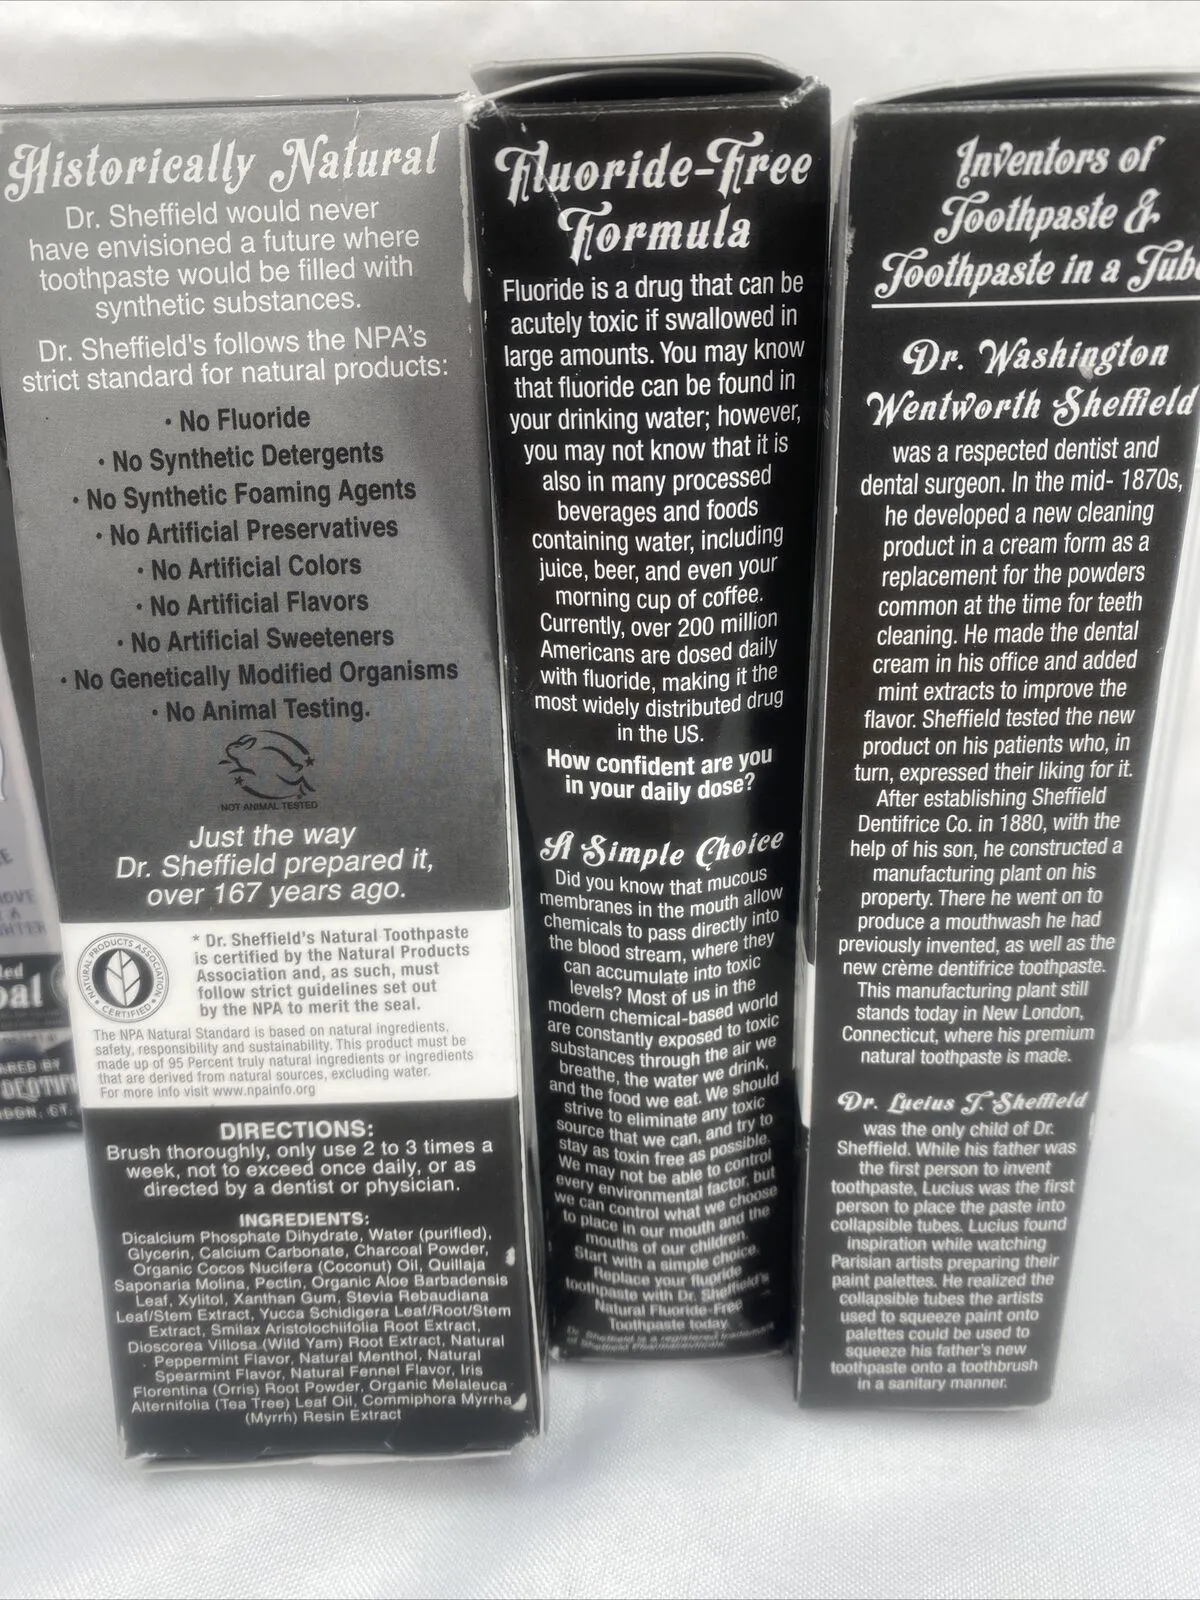 Historically Natural
Dr. Sheffield would never
have envisioned a future where
toothpaste would be filled with
synthetic substances.
Dr. Sheffield's follows the NPA's
strict standard for natural products:
• No Fluoride
• No Synthetic Detergents
• No Synthetic Foaming Agents
• No Artificial Preservatives
• No Artificial Colors
• No Artificial Flavors
• No Artificial Sweeteners
• No Genetically Modified Organisms
• No Animal Testing.
NOT ANIMAL TESTED
Just the way
Dr. Sheffield prepared it,
over 167 years ago.
NATURAL PRODUCTS ASSOCIATION
• CERTIFIED •
* Dr. Sheffield's Natural Toothpaste
is certified by the Natural Products
Association and, as such, must
follow strict guidelines set out
by the NPA to merit the seal.
The NPA Natural Standard is based on natural ingredients,
safety, responsibility and sustainability. This product must be
made up of 95 Percent truly natural ingredients or ingredients
that are derived from natural sources, excluding water.
For more info visit www.npainfo.org
DIRECTIONS:
Brush thoroughly, only use 2 to 3 times a
week, not to exceed once daily, or as
directed by a dentist or physician.
INGREDIENTS:
Dicalcium Phosphate Dihydrate, Water (purified),
Glycerin, Calcium Carbonate, Charcoal Powder,
Organic Cocos Nucifera (Coconut) Oil, Quillaja
Saponaria Molina, Pectin, Organic Aloe Barbadensis
Leaf, Xylitol, Xanthan Gum, Stevia Rebaudiana
Leaf/Stem Extract, Yucca Schidigera Leaf/Root/Stem
Extract, Smilax Aristolochiifolia Root Extract,
Dioscorea Villosa (Wild Yam) Root Extract, Natural
Peppermint Flavor, Natural Menthol, Natural
Spearmint Flavor, Natural Fennel Flavor, Iris
Florentina (Orris) Root Powder, Organic Melaleuca
Alternifolia (Tea Tree) Leaf Oil, Commiphora Myrrha
(Myrrh) Resin Extract
Fluoride-Free
Formula
Fluoride is a drug that can be
acutely toxic if swallowed in
large amounts. You may know
that fluoride can be found in
your drinking water; however,
you may not know that it is
also in many processed
beverages and foods
containing water, including
juice, beer, and even your
morning cup of coffee.
Currently, over 200 million
Americans are dosed daily
with fluoride, making it the
most widely distributed drug
in the US.
How confident are you
in your daily dose?
A Simple Choice
Did you know that mucous
membranes in the mouth allow
chemicals to pass directly into
the blood stream, where they
can accumulate into toxic
levels? Most of us in the
modern chemical-based world
are constantly exposed to toxic
substances through the air we
breathe, the water we drink,
and the food we eat. We should
strive to eliminate any toxic
source that we can, and try to
stay as toxin free as possible.
We may not be able to control
every environmental factor, but
we can control what we choose
to place in our mouth and the
mouths of our children.
Start with a simple choice.
Replace your fluoride
toothpaste with Dr. Sheffield's
Natural Fluoride-Free
Toothpaste today.
Dr. Sheffield is a registered trademark
of Sheffield Pharmaceuticals.
Inventors of
Toothpaste &
Toothpaste in a Tub
Dr. Washington
Wentworth Sheffield
was a respected dentist and
dental surgeon. In the mid- 1870s,
he developed a new cleaning
product in a cream form as a
replacement for the powders
common at the time for teeth
cleaning. He made the dental
cream in his office and added
mint extracts to improve the
flavor. Sheffield tested the new
product on his patients who, in
turn, expressed their liking for it.
After establishing Sheffield
Dentifrice Co. in 1880, with the
help of his son, he constructed a
manufacturing plant on his
property. There he went on to
produce a mouthwash he had
previously invented, as well as the
new crème dentifrice toothpaste.
This manufacturing plant still
stands today in New London,
Connecticut, where his premium
natural toothpaste is made.
Dr. Lucius T. Sheffield
was the only child of Dr.
Sheffield. While his father was
the first person to invent
toothpaste, Lucius was the first
person to place the paste into
collapsible tubes. Lucius found
inspiration while watching
Parisian artists preparing their
paint palettes. He realized the
collapsible tubes the artists
used to squeeze paint onto
palettes could be used to
squeeze his father's new
toothpaste onto a toothbrush
in a sanitary manner.